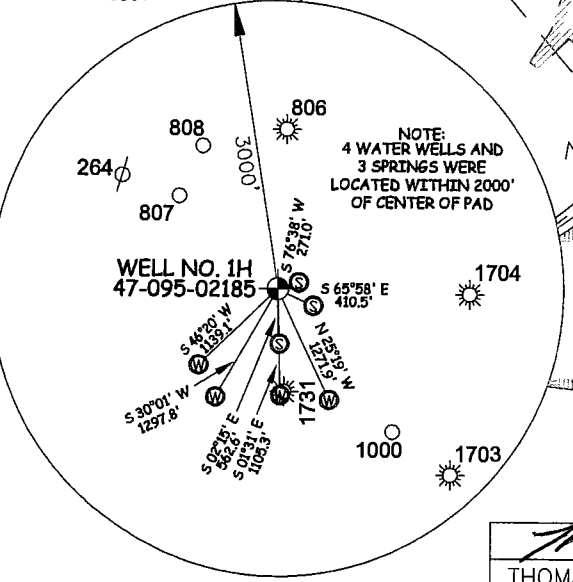 806
808
NOTE:
4 WATER WELLS AND
3 SPRINGS WERE
LOCATED WITHIN 2000'
OF CENTER OF PAD
264
3000'
807
S 76°38' W
271.0'
WELL NO. 1H
47-095-02185
S
S 65°58' E
410.5'
1704
S
S 46°20' W
1139.1'
N 25°19' W
1271.9'
S
W
S 30°01' W
1297.8'
W
S 02°15' E
562.6'
S 01°31' E
1105.3'
W
1731
W
1000
1703
THOM